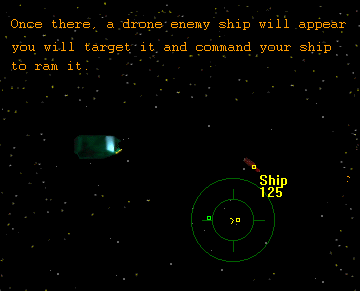 Once there, a drone enemy ship will appear
you will target it and command your ship
to ram it
Ship
125